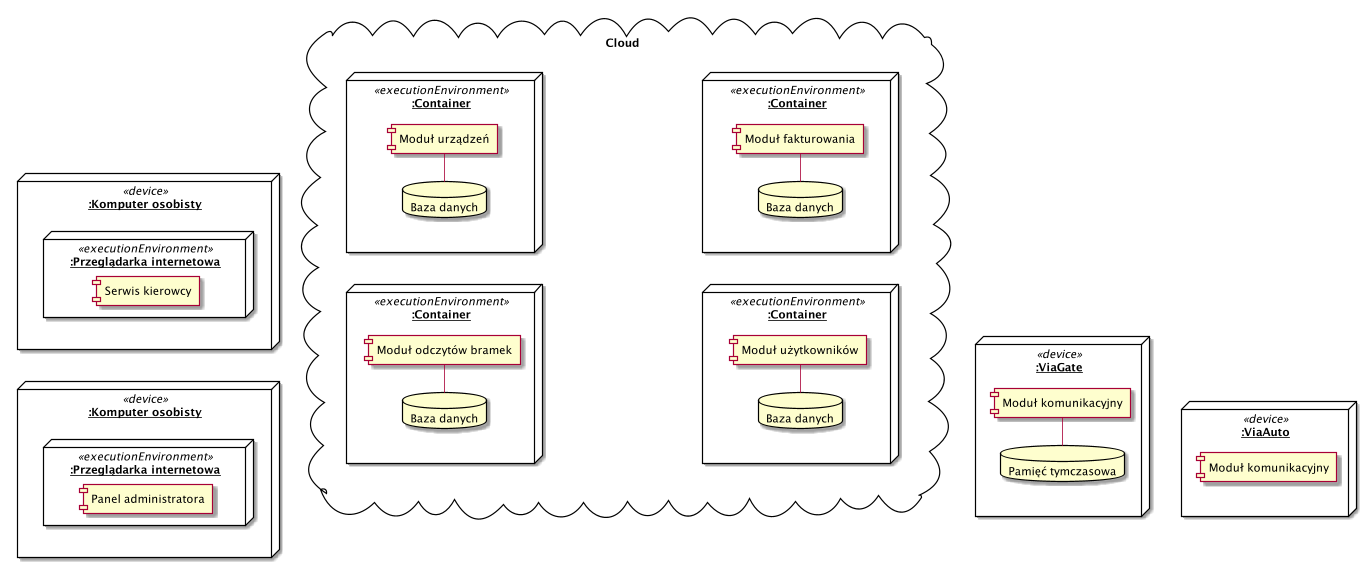 Cloud
«executionEnvironment»
:Container
Moduł urządzeń
Baza danych
«executionEnvironment»
:Container
Moduł fakturowania
Baza danych
«device»
:Komputer osobisty
«executionEnvironment»
:Przeglądarka internetowa
Serwis kierowcy
«executionEnvironment»
:Container
Moduł odczytów bramek
Baza danych
«executionEnvironment»
:Container
Moduł użytkowników
Baza danych
«device»
:Komputer osobisty
«executionEnvironment»
:Przeglądarka internetowa
Panel administratora
«device»
:ViaGate
Moduł komunikacyjny
Pamięć tymczasowa
«device»
:ViaAuto
Moduł komunikacyjny